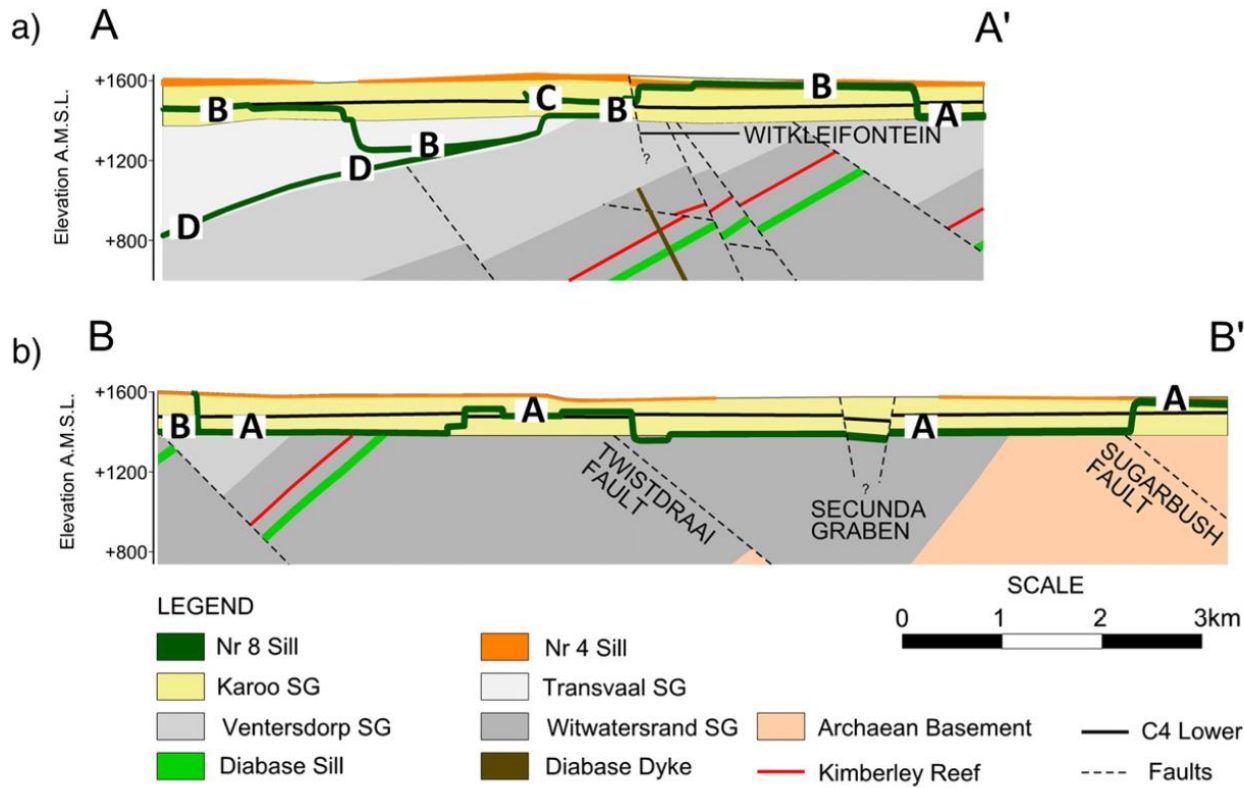 a)
A
A'
Elevation A.M.S.L.
+1600
+1200
+800
B
C
B
B
A
B
D
D
WITKLEIFONTEIN
?
b)
B
B'
Elevation A.M.S.L.
+1600
+1200
+800
B
A
A
A
A
TWISTDRAAI
FAULT
?
SECUNDA
GRABEN
SUGARBUSH
FAULT
LEGEND
Nr 8 Sill
Nr 4 Sill
Karoo SG
Transvaal SG
Ventersdorp SG
Witwatersrand SG
Archaean Basement
C4 Lower
Diabase Sill
Diabase Dyke
Kimberley Reef
Faults
SCALE
0 1 2 3km